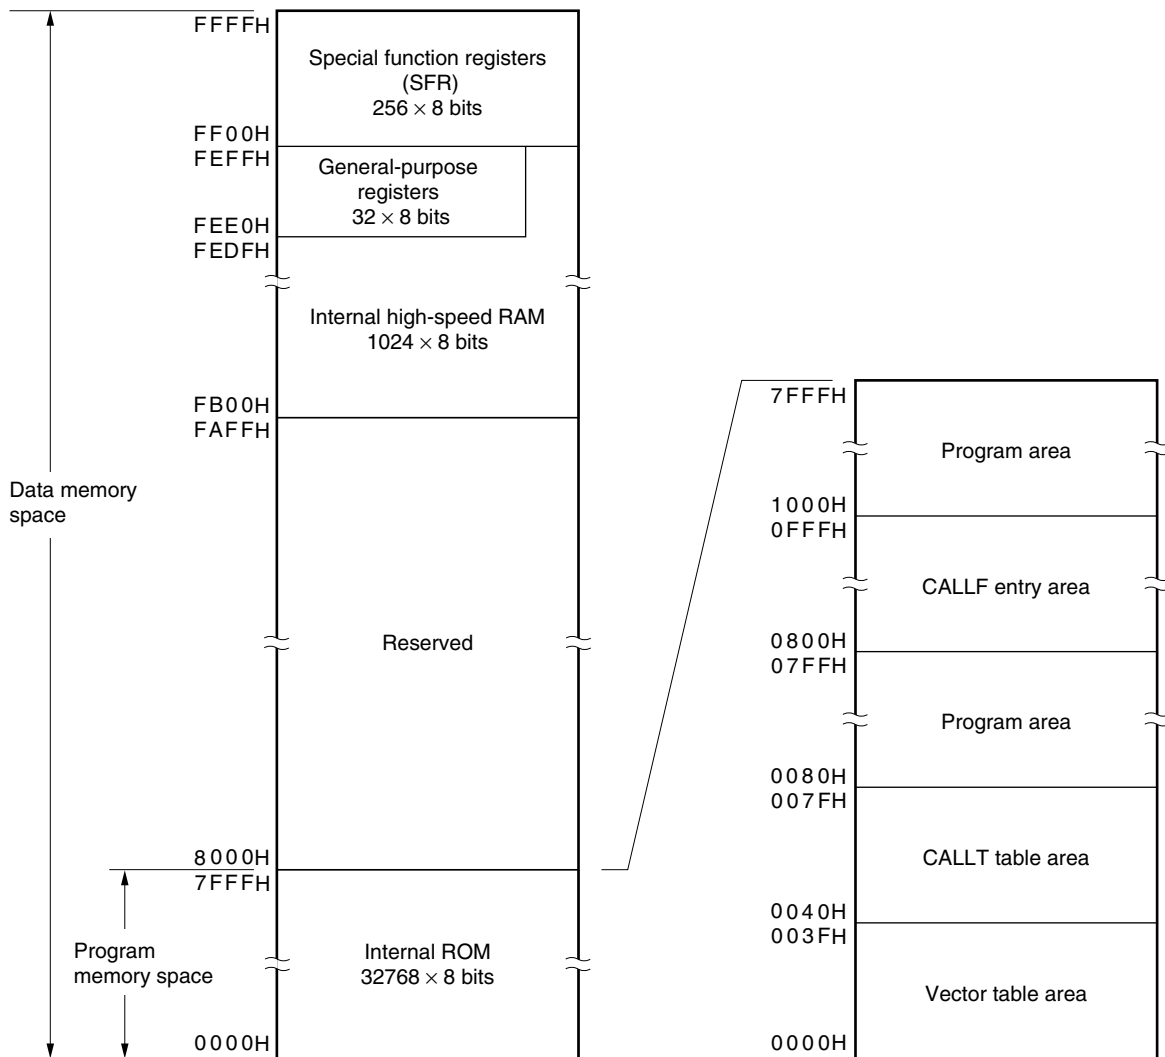 FFFFH
Special function registers
(SFR)
256 × 8 bits
FF00H
FEFFH
General-purpose
registers
32 × 8 bits
FEE0H
FEDFH
Internal high-speed RAM
1024 × 8 bits
FB00H
FAFFH
Data memory
space
Reserved
8000H
7FFFH
Program
memory space
Internal ROM
32768 × 8 bits
0000H
7FFFH
Program area
1000H
0FFFH
CALLF entry area
0800H
07FFH
Program area
0080H
007FH
CALLT table area
0040H
003FH
Vector table area
0000H